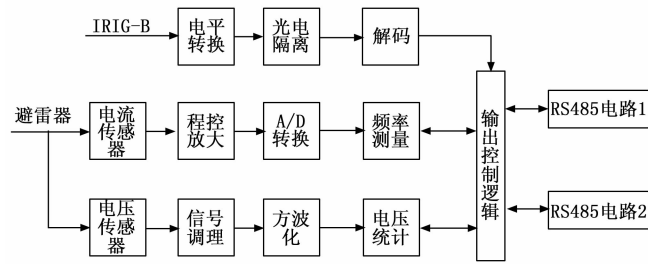 IRIG-B
电平
转换
光电
隔离
解码
避雷器
电流
传感
器
程控
放大
A/D
转换
频率
测量
电压
传感
器
信号
调理
方波
化
电压
统计
输出控制逻辑
RS485电路1
RS485电路2